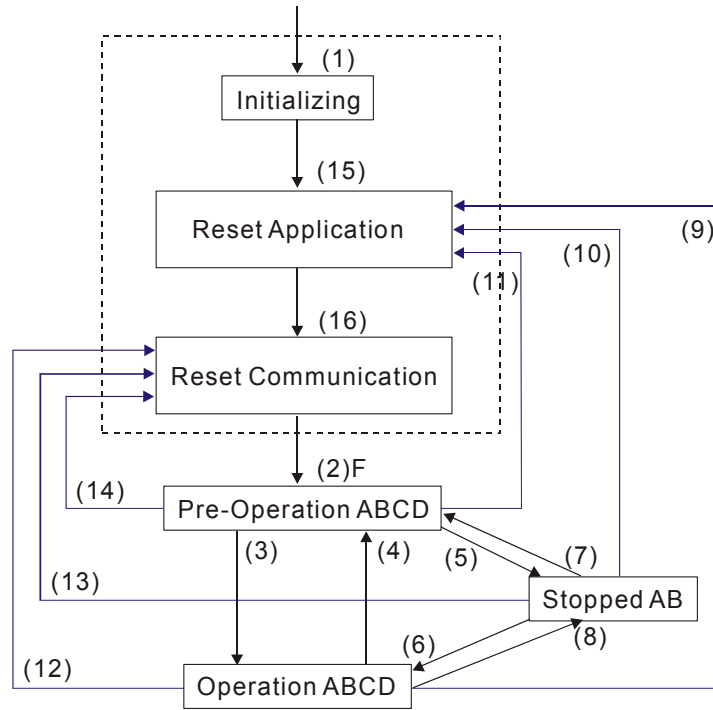 (1)
Initializing
(15)
Reset Application
(9)
(10)
(11)
(16)
Reset Communication
(2)F
(14)
Pre-Operation ABCD
(3)
(4)
(5)
(7)
(13)
Stopped AB
(6)
(8)
(12)
Operation ABCD